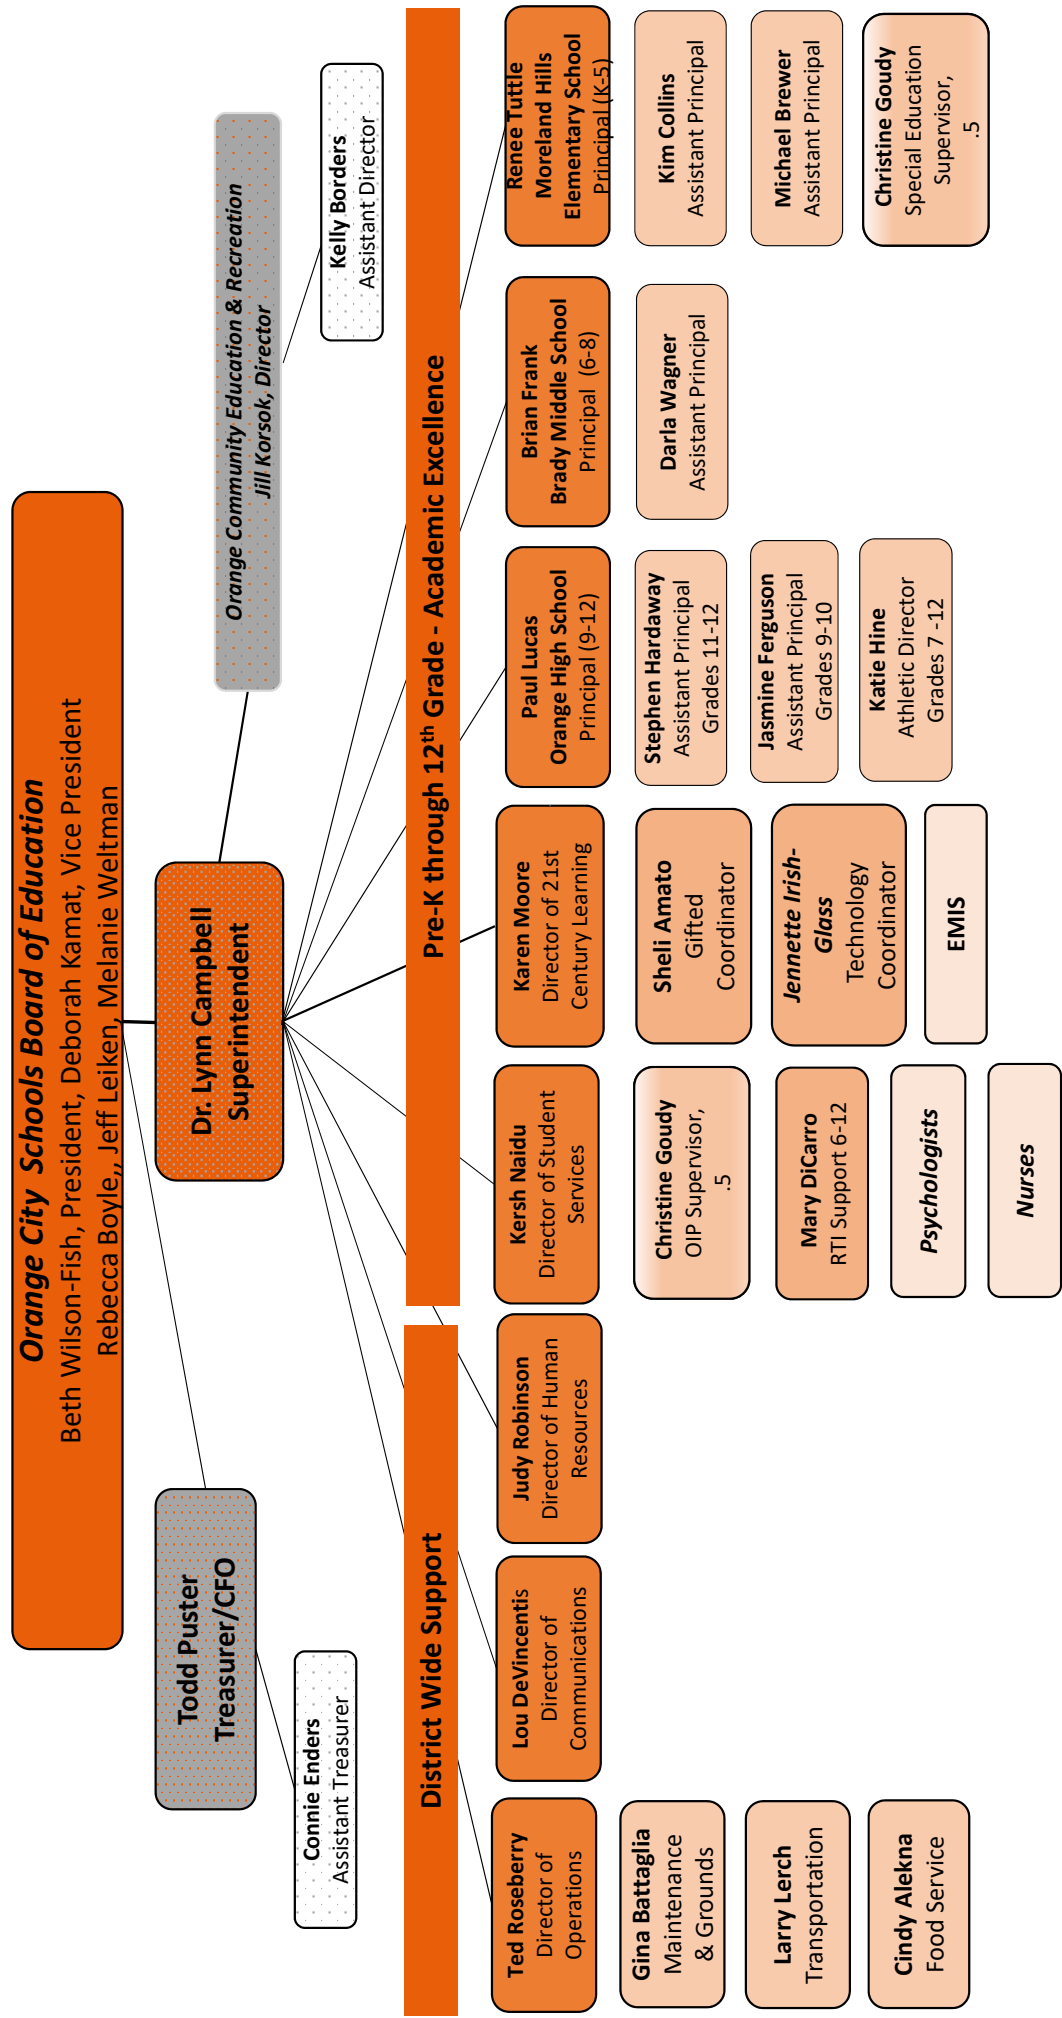 Orange City Schools Board of Education
Beth Wilson-Fish, President, Deborah Kamat, Vice President
Rebecca Boyle,, Jeff Leiken, Melanie Weltman
Todd Puster
Treasurer/CFO
Connie Enders
Assistant Treasurer
Dr. Lynn Campbell
Superintendent
Orange Community Education & Recreation
Jill Korsok, Director
Kelly Borders
Assistant Director
District Wide Support
Pre-K through 12th Grade - Academic Excellence
Ted Roseberry
Director of
Operations
Gina Battaglia
Maintenance
& Grounds
Larry Lerch
Transportation
Cindy Alekna
Food Service
Lou DeVincentis
Director of
Communications
Judy Robinson
Director of Human
Resources
Kersh Naidu
Director of Student
Services
Christine Goudy
OIP Supervisor,
.5
Mary DiCarro
RTI Support 6-12
Psychologists
Nurses
Karen Moore
Director of 21st
Century Learning
Sheli Amato
Gifted
Coordinator
Jennette Irish-
Glass
Technology
Coordinator
EMIS
Paul Lucas
Orange High School
Principal (9-12)
Stephen Hardaway
Assistant Principal
Grades 11-12
Jasmine Ferguson
Assistant Principal
Grades 9-10
Katie Hine
Athletic Director
Grades 7 -12
Brian Frank
Brady Middle School
Principal (6-8)
Darla Wagner
Assistant Principal
Renee Tuttle
Moreland Hills
Elementary School
Principal (K-5)
Kim Collins
Assistant Principal
Michael Brewer
Assistant Principal
Christine Goudy
Special Education
Supervisor,
.5